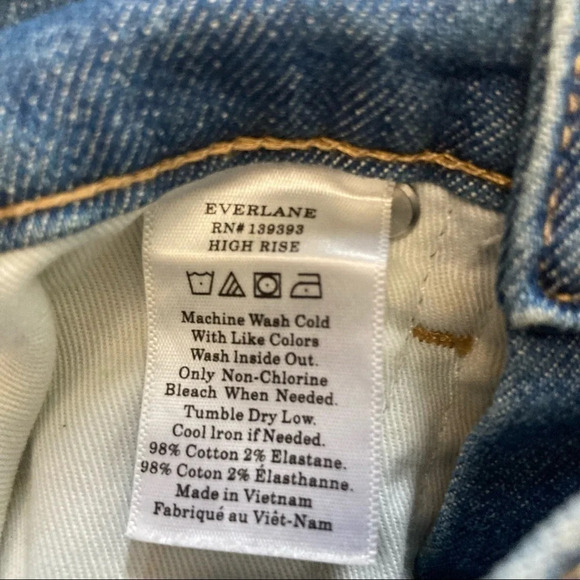 EVERLANE
RN# 139393
HIGH RISE
Machine Wash Cold
With Like Colors
Wash Inside Out.
Only Non-Chlorine
Bleach When Needed.
Tumble Dry Low.
Cool Iron if Needed.
98% Cotton 2% Elastane.
98% Coton 2% Élasthanne.
Made in Vietnam
Fabriqué au Viêt-Nam